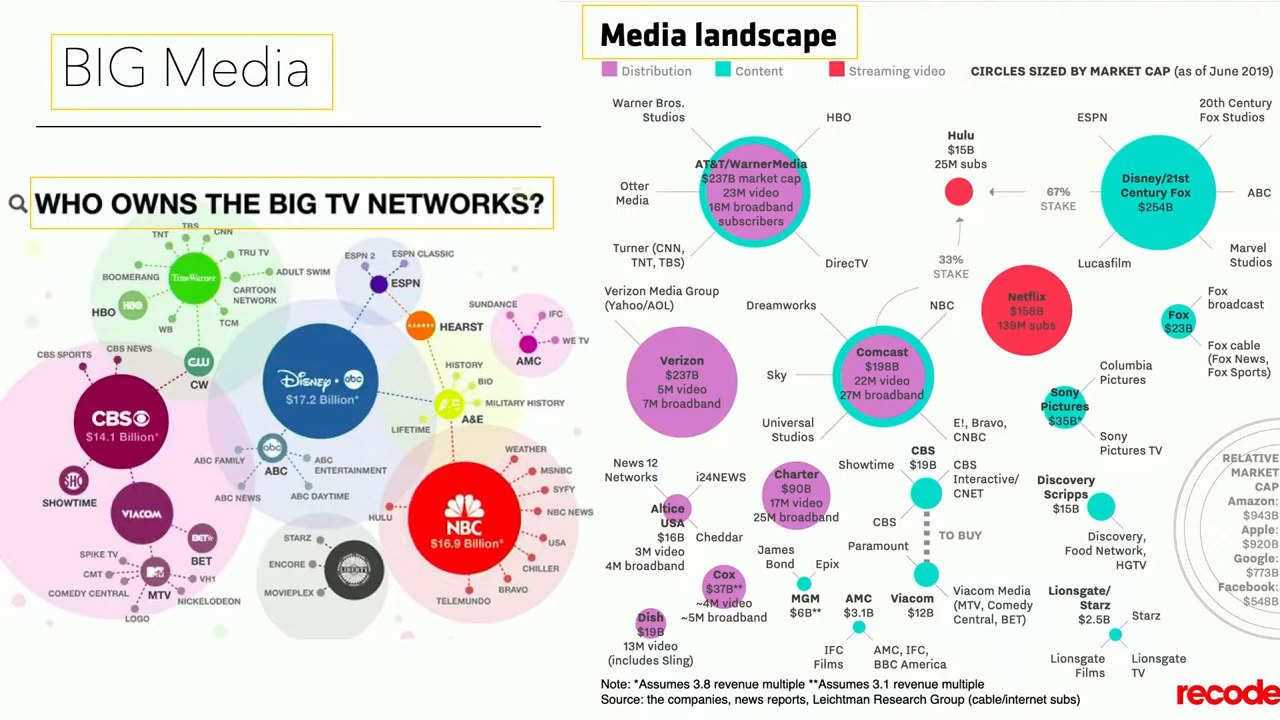 BIG Media
WHO OWNS THE BIG TV NETWORKS?
TBS
TNT
CNN
TRU TV
BOOMERANG
TimeWarner
ADULT SWIM
CARTOON
NETWORK
HBO
HBO
WB
TCM
ESPN 2
ESPN CLASSIC
ESPN
HEARST
HEARST
SUNDANCE
IFC
WE TV
AMC
CBS SPORTS
CBS NEWS
CW
CW
Disney • abc
$17.2 Billion*
HISTORY
BIO
MILITARY HISTORY
A&E
LIFETIME
CBS
$14.1 Billion*
abc
ABC FAMILY
ABC
ABC
ENTERTAINMENT
ABC NEWS
ABC DAYTIME
SHO
SHOWTIME
VIACOM
BET
BET
SPIKE TV
CMT
COMEDY CENTRAL
MTV
VH1
NICKELODEON
LOGO
STARZ
ENCORE
MOVIEPLEX
LIBERTY
NBC
$16.9 Billion*
WEATHER
MSNBC
SYFY
NBC NEWS
USA
CHILLER
BRAVO
TELEMUNDO
HULU
Media landscape
Distribution
Content
Streaming video
CIRCLES SIZED BY MARKET CAP (as of June 2019)
Warner Bros.
Studios
HBO
AT&T/WarnerMedia
$237B market cap
23M video
16M broadband
subscribers
Otter
Media
Turner (CNN,
TNT, TBS)
DirecTV
Hulu
$15B
25M subs
67%
STAKE
33%
STAKE
ESPN
20th Century
Fox Studios
Disney/21st
Century Fox
$254B
ABC
Lucasfilm
Marvel
Studios
Verizon Media Group
(Yahoo/AOL)
Verizon
$237B
5M video
7M broadband
Dreamworks
NBC
Sky
Comcast
$198B
22M video
27M broadband
Universal
Studios
E!, Bravo,
CNBC
Netflix
$158B
139M subs
Fox
$23B
Fox
broadcast
Fox cable
(Fox News,
Fox Sports)
Columbia
Pictures
Sony
Pictures
$35B*
Sony
Pictures TV
News 12
Networks
i24NEWS
Altice
USA
$16B
3M video
4M broadband
Cheddar
Charter
$90B
17M video
25M broadband
Showtime
CBS
$19B
CBS
Interactive/
CNET
CBS
TO BUY
Paramount
Viacom
$12B
Viacom Media
(MTV, Comedy
Central, BET)
Discovery
Scripps
$15B
Discovery,
Food Network,
HGTV
Cox
$37B**
~4M video
~5M broadband
James
Bond
Epix
MGM
$6B**
AMC
$3.1B
IFC
Films
AMC, IFC,
BBC America
Dish
$19B
13M video
(includes Sling)
Lionsgate/
Starz
$2.5B
Starz
Lionsgate
Films
Lionsgate
TV
RELATIVE
MARKET
CAP
Amazon:
$943B
Apple:
$920B
Google:
$773B
Facebook:
$548B
Note: *Assumes 3.8 revenue multiple **Assumes 3.1 revenue multiple
Source: the companies, news reports, Leichtman Research Group (cable/internet subs)
recode